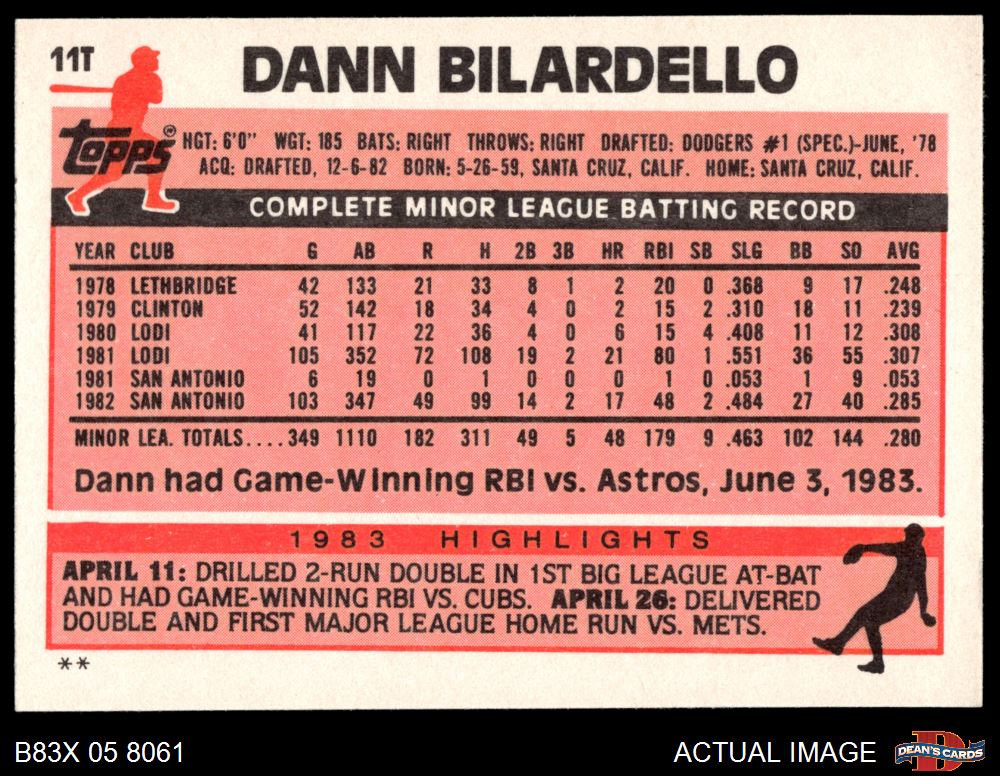 11T
DANN BILARDELLO
Topps®
HGT: 6'0" WGT: 185 BATS: RIGHT THROWS: RIGHT DRAFTED: DODGERS #1 (SPEC.)-JUNE, '78
ACQ: DRAFTED, 12-6-82 BORN: 5-26-59, SANTA CRUZ, CALIF. HOME: SANTA CRUZ, CALIF.
COMPLETE MINOR LEAGUE BATTING RECORD
YEAR CLUB G AB R H 2B 3B HR RBI SB SLG BB SO AVG
1978 LETHBRIDGE 42 133 21 33 8 1 2 20 0 .368 9 17 .248
1979 CLINTON 52 142 18 34 4 0 2 15 2 .310 18 11 .239
1980 LODI 41 117 22 36 4 0 6 15 4 .408 11 12 .308
1981 LODI 105 352 72 108 19 2 21 80 1 .551 36 55 .307
1981 SAN ANTONIO 6 19 0 1 0 0 0 1 0 .053 1 9 .053
1982 SAN ANTONIO 103 347 49 99 14 2 17 48 2 .484 27 40 .285
MINOR LEA. TOTALS.... 349 1110 182 311 49 5 48 179 9 .463 102 144 .280
Dann had Game-Winning RBI vs. Astros, June 3, 1983.
1983 HIGHLIGHTS
APRIL 11: DRILLED 2-RUN DOUBLE IN 1ST BIG LEAGUE AT-BAT
AND HAD GAME-WINNING RBI VS. CUBS. APRIL 26: DELIVERED
DOUBLE AND FIRST MAJOR LEAGUE HOME RUN VS. METS.
**
B83X 05 8061 ACTUAL IMAGE D DEAN'S CARDS